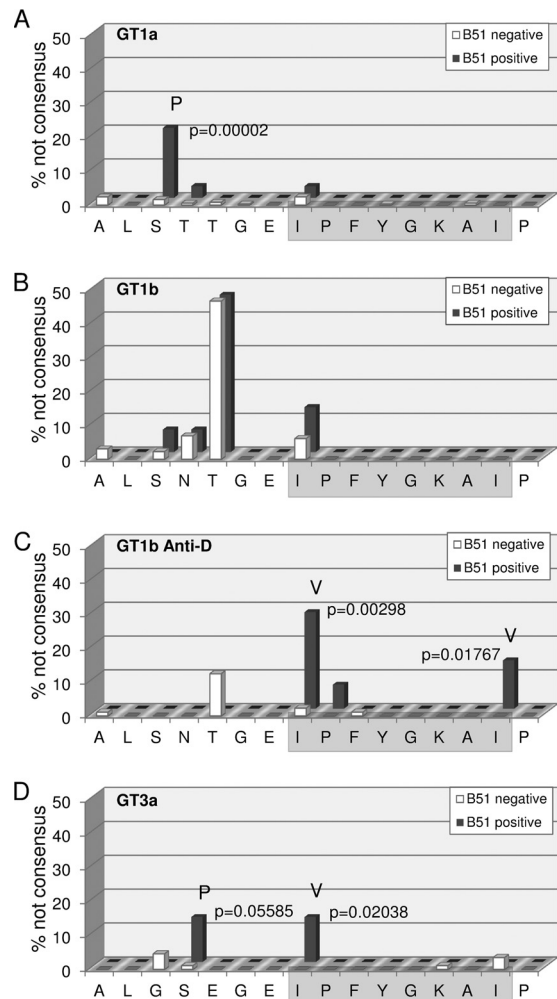 A
GT1a
B51 negative
B51 positive
% not consensus
50
40
30
20
10
0
P
p=0.00002
A L S T T G E I P F Y G K A I P
B
GT1b
B51 negative
B51 positive
% not consensus
50
40
30
20
10
0
A L S N T G E I P F Y G K A I P
C
GT1b Anti-D
B51 negative
B51 positive
% not consensus
50
40
30
20
10
0
V
p=0.00298
V
p=0.01767
A L S N T G E I P F Y G K A I P
D
GT3a
B51 negative
B51 positive
% not consensus
50
40
30
20
10
0
P
p=0.05585
V
p=0.02038
A L G S E G E I P F Y G K A I P